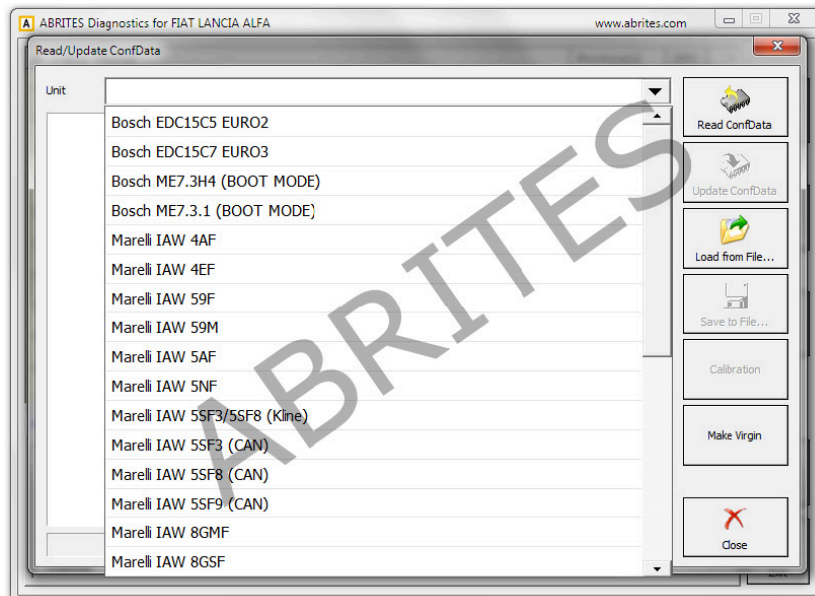 ABRITES Diagnostics for FIAT LANCIA ALFA www.abrites.com
Read/Update ConfData
Unit
Bosch EDC15C5 EURO2
Bosch EDC15C7 EURO3
Bosch ME7.3H4 (BOOT MODE)
Bosch ME7.3.1 (BOOT MODE)
Marelli IAW 4AF
Marelli IAW 4EF
Marelli IAW 59F
Marelli IAW 59M
Marelli IAW 5AF
Marelli IAW 5NF
Marelli IAW 5SF3/5SF8 (Kline)
Marelli IAW 5SF3 (CAN)
Marelli IAW 5SF8 (CAN)
Marelli IAW 5SF9 (CAN)
Marelli IAW 8GMF
Marelli IAW 8GSF
Read ConfData
Update ConfData
Load from File...
Save to File...
Calibration
Make Virgin
Close
ABRITES